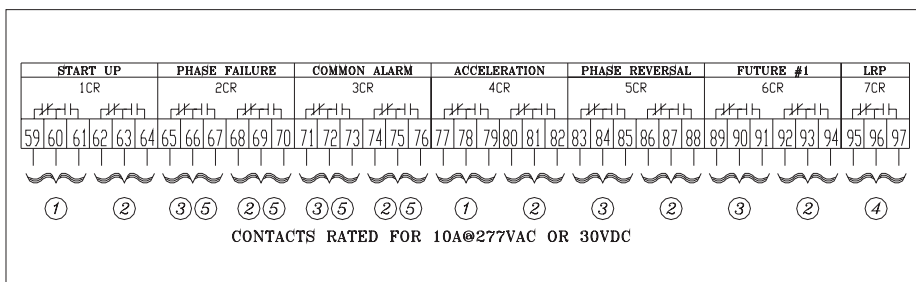 START UP PHASE FAILURE COMMON ALARM ACCELERATION PHASE REVERSAL FUTURE #1 LRP
1CR 2CR 3CR 4CR 5CR 6CR 7CR
59 60 61 62 63 64 65 66 67 68 69 70 71 72 73 74 75 76 77 78 79 80 81 82 83 84 85 86 87 88 89 90 91 92 93 94 95 96 97
1 2 3 5 2 5 3 5 2 5 1 2 3 2 3 2 4
CONTACTS RATED FOR 10A@277VAC OR 30VDC